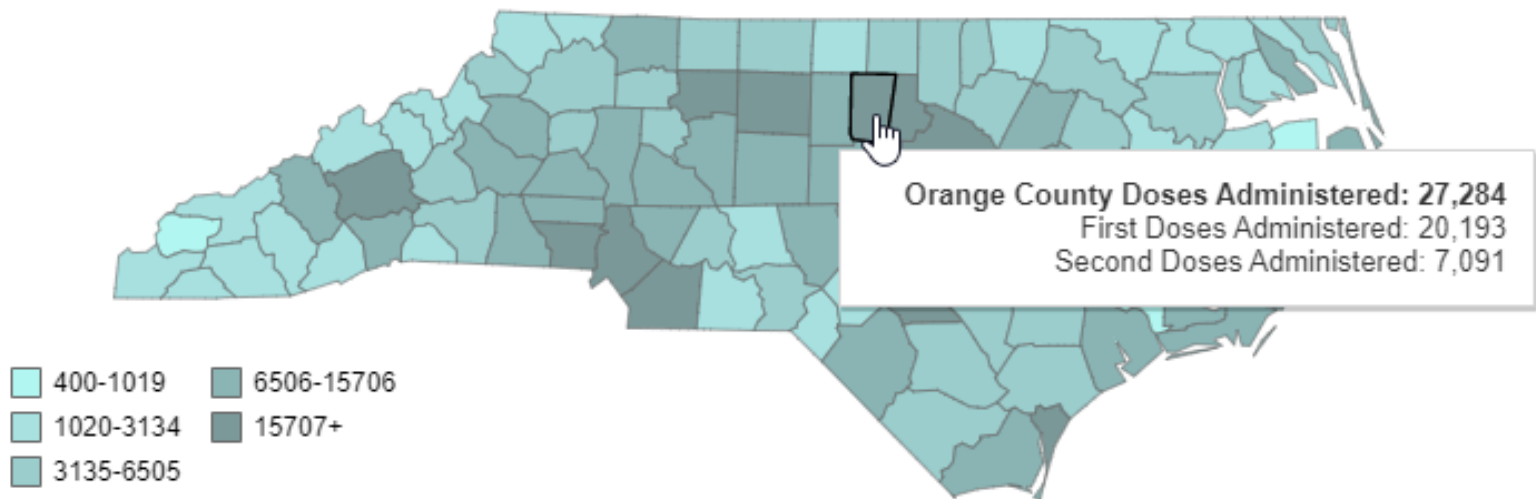 Orange County Doses Administered: 27,284
First Doses Administered: 20,193
Second Doses Administered: 7,091
400-1019
6506-15706
1020-3134
15707+
3135-6505